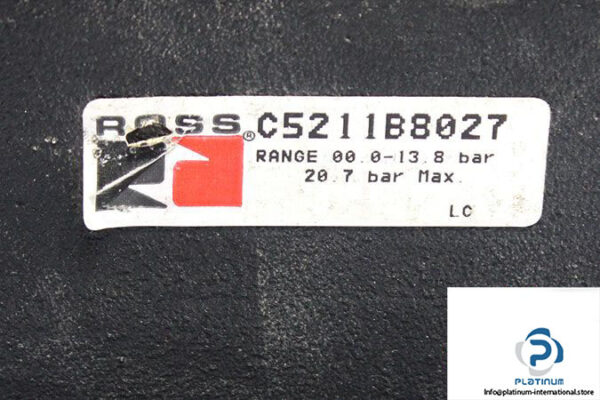 ROSS® C5211B8027
RANGE 00.0-13.8 bar
20.7 bar Max.
LC
PLATINUM
Info@platinum-international.store